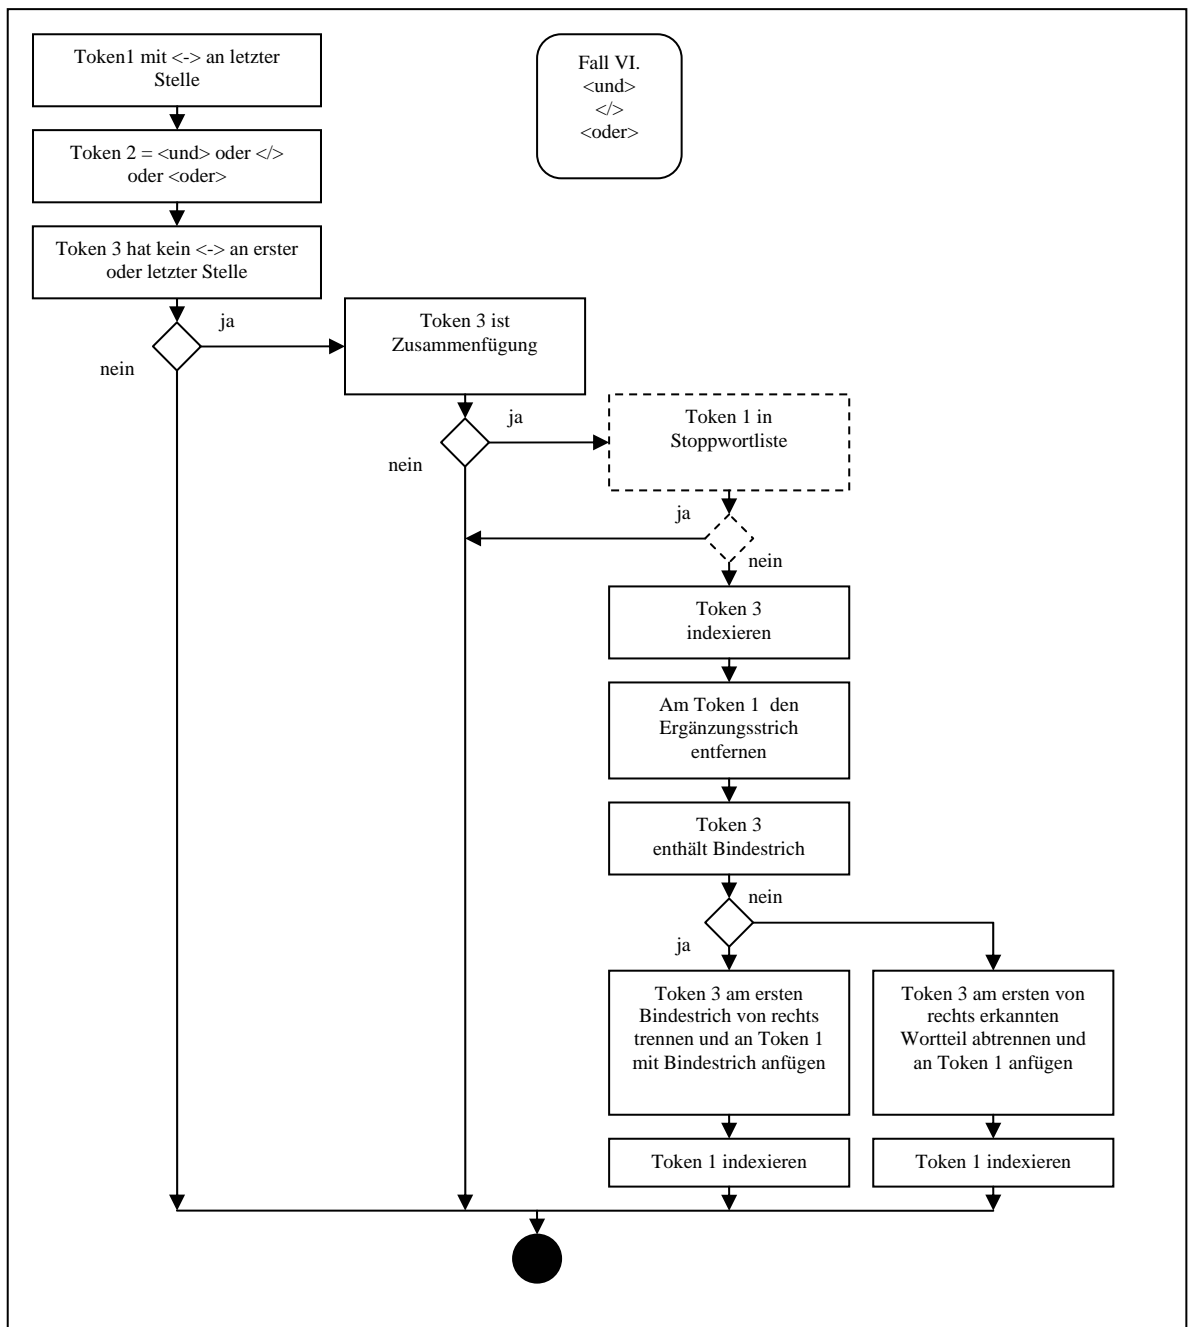 Token1 mit <-> an letzter
Stelle
Fall VI.
<und>
</>
<oder>
Token 2 = <und> oder </>
oder <oder>
Token 3 hat kein <-> an erster
oder letzter Stelle
ja
nein
Token 3 ist
Zusammenfügung
ja
nein
Token 1 in
Stoppwortliste
ja
nein
Token 3
indexieren
Am Token 1  den
Ergänzungsstrich
entfernen
Token 3
enthält Bindestrich
nein
ja
Token 3 am ersten
Bindestrich von rechts
trennen und an Token 1
mit Bindestrich anfügen
Token 3 am ersten von
rechts erkannten
Wortteil abtrennen und
an Token 1 anfügen
Token 1 indexieren
Token 1 indexieren